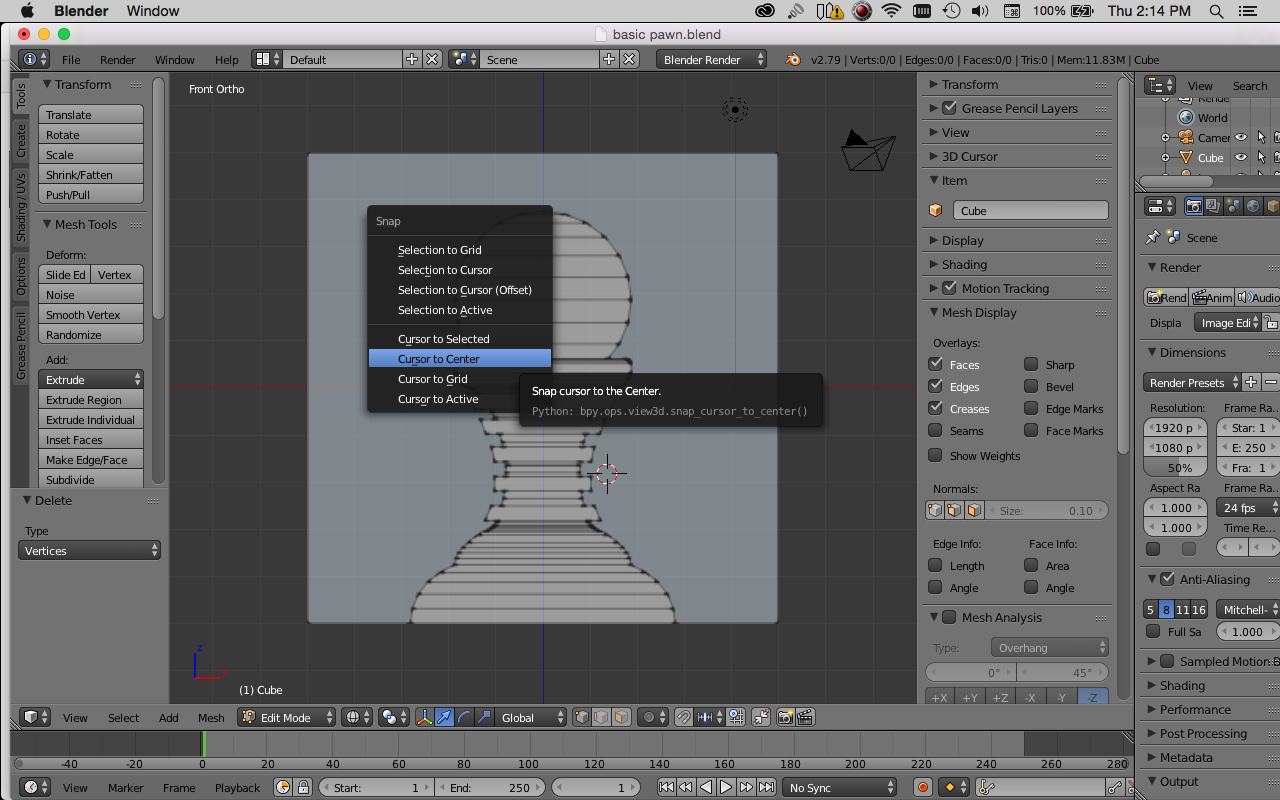 Blender Window
100% Thu 2:14 PM
basic pawn.blend
File Render Window Help Default Scene Blender Render v2.79 | Verts:0/0 | Edges:0/0 | Faces:0/0 | Tris:0 | Mem:11.83M | Cube
Tools
Create
Shading / UVs
Options
Grease Pencil
Transform
Translate
Rotate
Scale
Shrink/Fatten
Push/Pull
Mesh Tools
Deform:
Slide Ed Vertex
Noise
Smooth Vertex
Randomize
Add:
Extrude
Extrude Region
Extrude Individual
Inset Faces
Make Edge/Face
Subdivide
Delete
Type
Vertices
Front Ortho
Snap
Selection to Grid
Selection to Cursor
Selection to Cursor (Offset)
Selection to Active
Cursor to Selected
Cursor to Center
Cursor to Grid
Cursor to Active
Snap cursor to the Center.
Python: bpy.ops.view3d.snap_cursor_to_center()
z
x
(1) Cube
Transform
Grease Pencil Layers
View
3D Cursor
Item
Cube
Display
Shading
Motion Tracking
Mesh Display
Overlays:
Faces Sharp
Edges Bevel
Creases Edge Marks
Seams Face Marks
Show Weights
Normals:
Size: 0.10
Edge Info: Face Info:
Length Area
Angle Angle
Mesh Analysis
Type: Overhang
0° 45°
+X +Y +Z -X -Y -Z
View Search
World
Camer
Cube
Scene
Render
Rend Anim Audio
Displa Image Edi
Dimensions
Render Presets
Resolution: Frame Ra
1920 p Star: 1
1080 p E: 250
50% Fra: 1
Aspect Ra Frame Ra...
1.000 24 fps
1.000 Time Re...
Anti-Aliasing
5 8 11 16 Mitchell-
Full Sa 1.000
Sampled Motion B
Shading
Performance
Post Processing
Metadata
Output
View Select Add Mesh Edit Mode Global
-40 -20 0 20 40 60 80 100 120 140 160 180 200 220 240 260 280
View Marker Frame Playback Start: 1 End: 250 1 No Sync